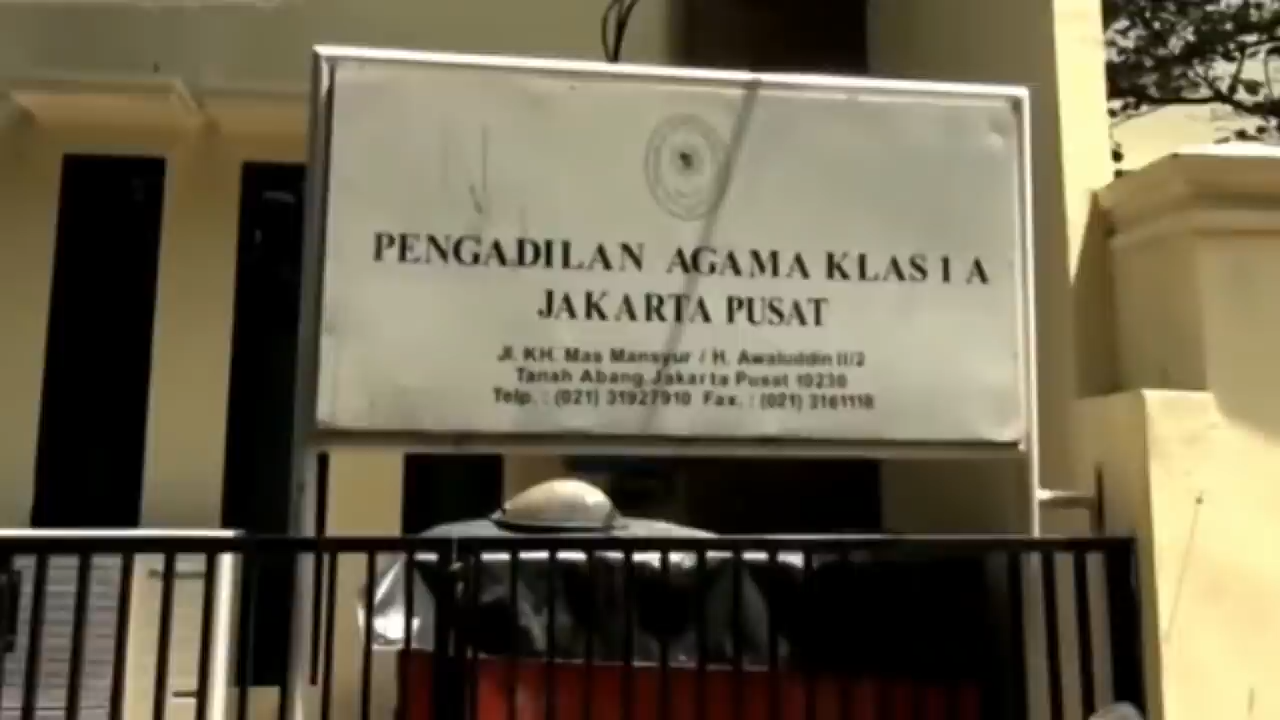 PENGADILAN AGAMA KLAS 1 A
JAKARTA PUSAT
Jl. KH. Mas Mansyur / H. Awaluddin II/2
Tanah Abang Jakarta Pusat 10230
Telp. : (021) 31927910 Fax. : (021) 3161118